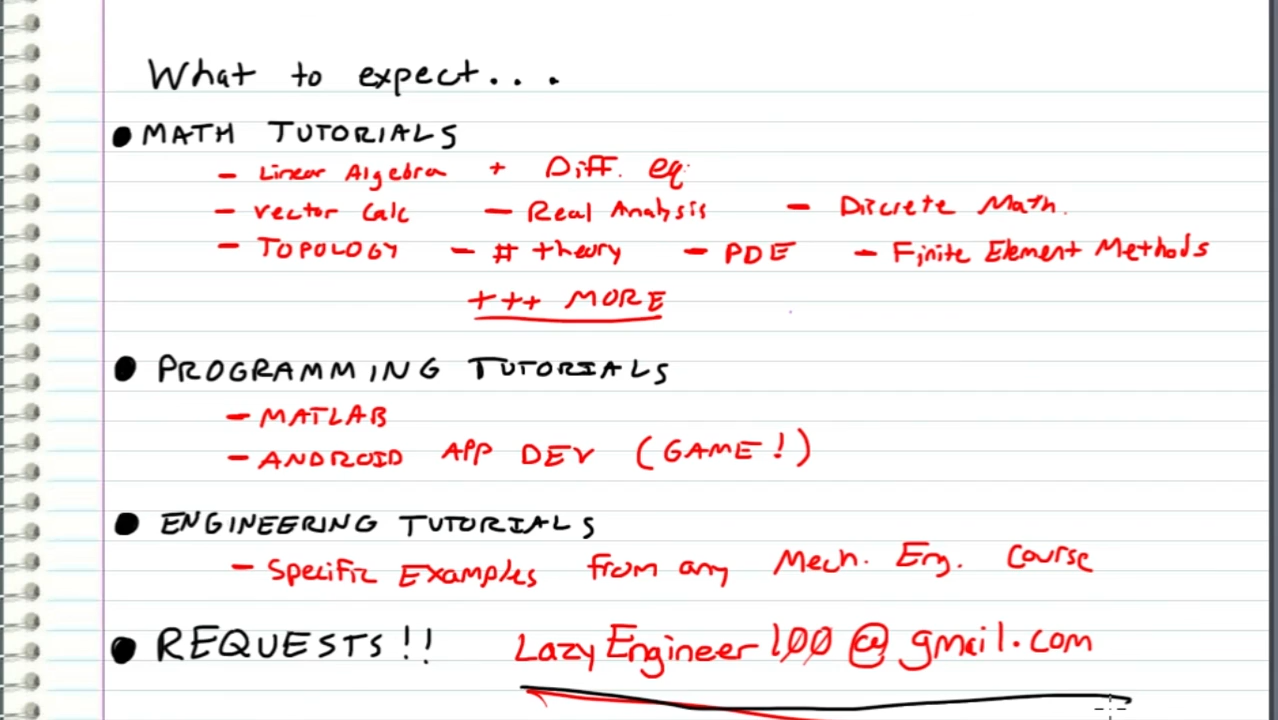 What to expect...
● MATH TUTORIALS
- Linear Algebra + Diff. eq.
- Vector Calc - Real Analysis - Discrete Math.
- TOPOLOGY - # theory - PDE - Finite Element Methods
+++ MORE
● PROGRAMMING TUTORIALS
- MATLAB
- ANDROID APP DEV (GAME!)
● ENGINEERING TUTORIALS
- Specific Examples from any Mech. Eng. Course
● REQUESTS!! LazyEngineer100@gmail.com